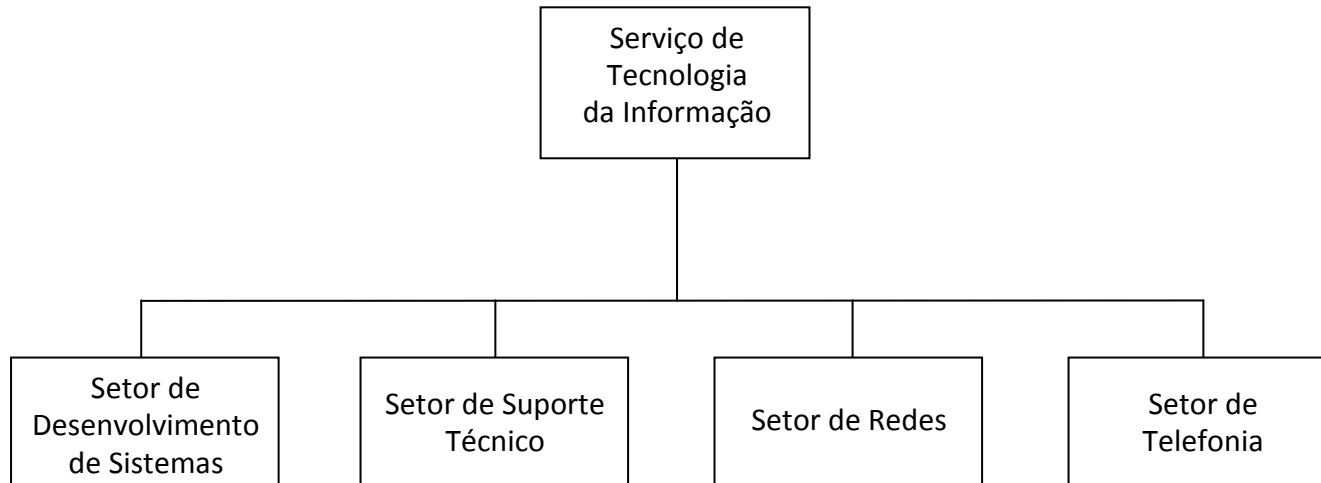 Serviço de
Tecnologia
da Informação
Setor de
Desenvolvimento
de Sistemas
Setor de Suporte
Técnico
Setor de Redes
Setor de
Telefonia